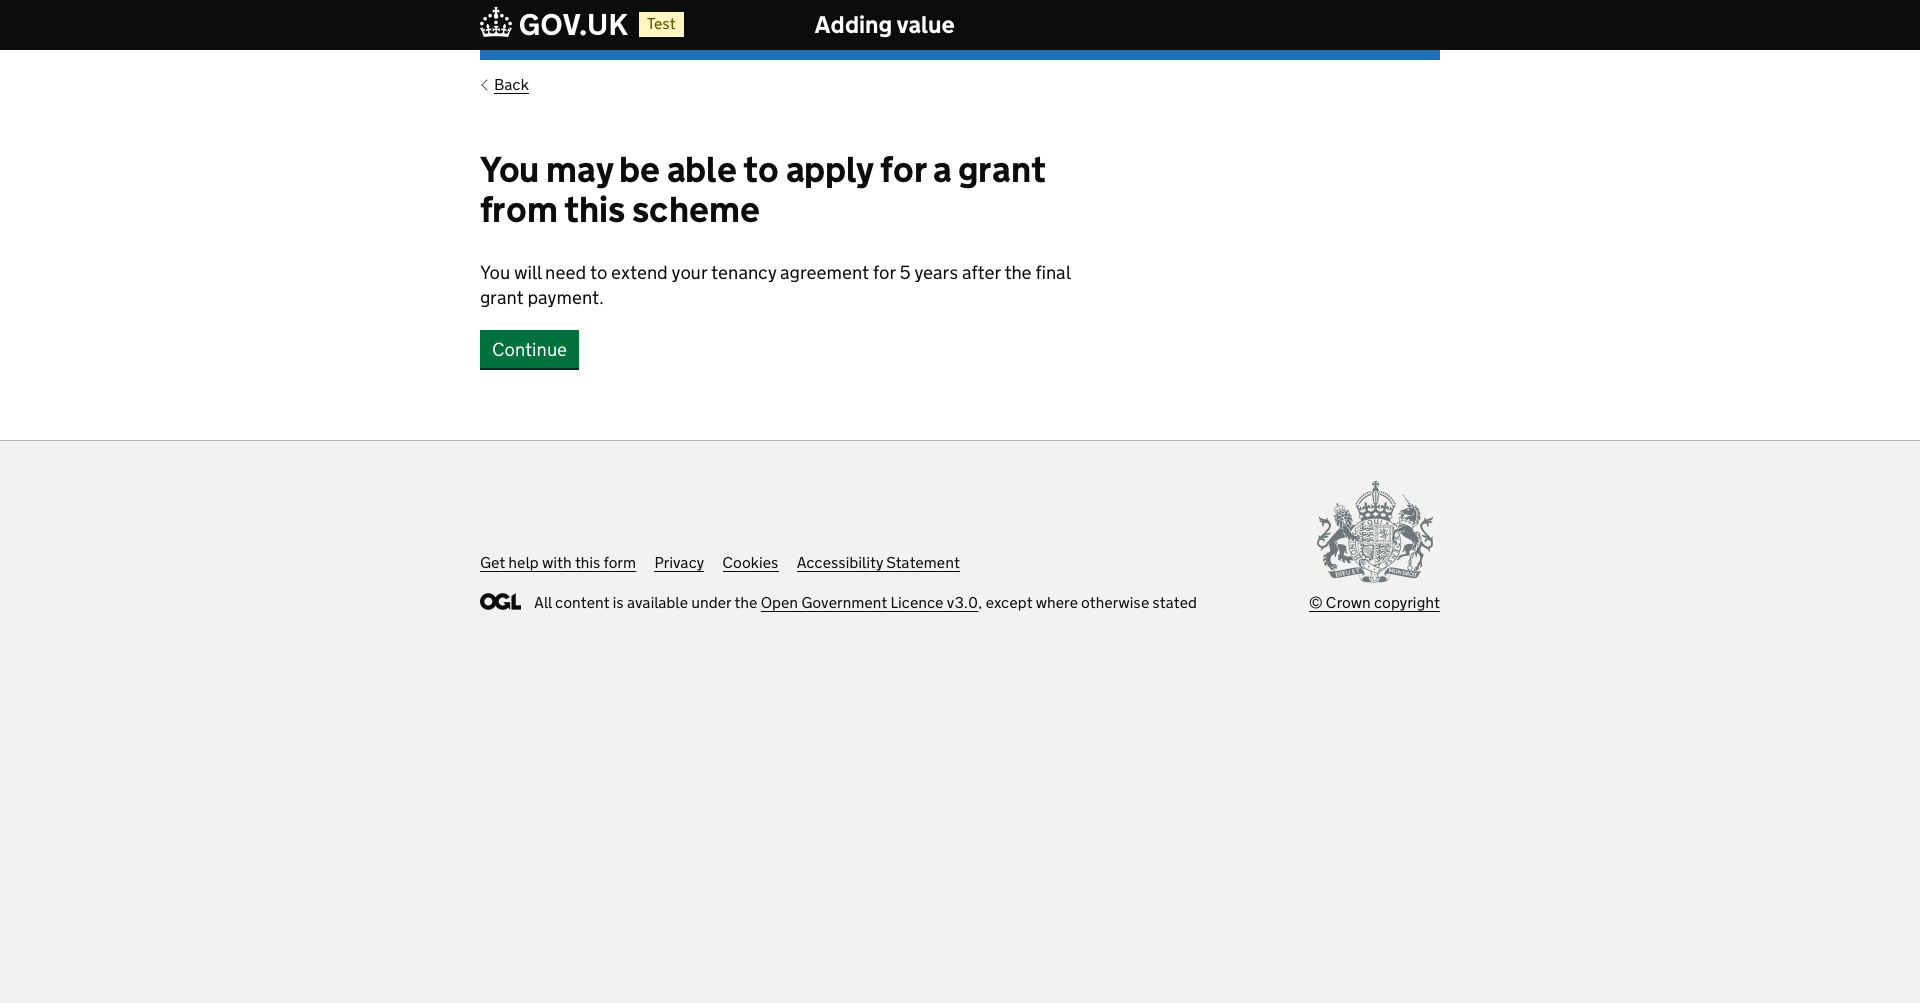 GOV.UK Test Adding value
Back
You may be able to apply for a grant
from this scheme
You will need to extend your tenancy agreement for 5 years after the final
grant payment.
Continue
Get help with this form Privacy Cookies Accessibility Statement
OGL All content is available under the Open Government Licence v3.0, except where otherwise stated
© Crown copyright